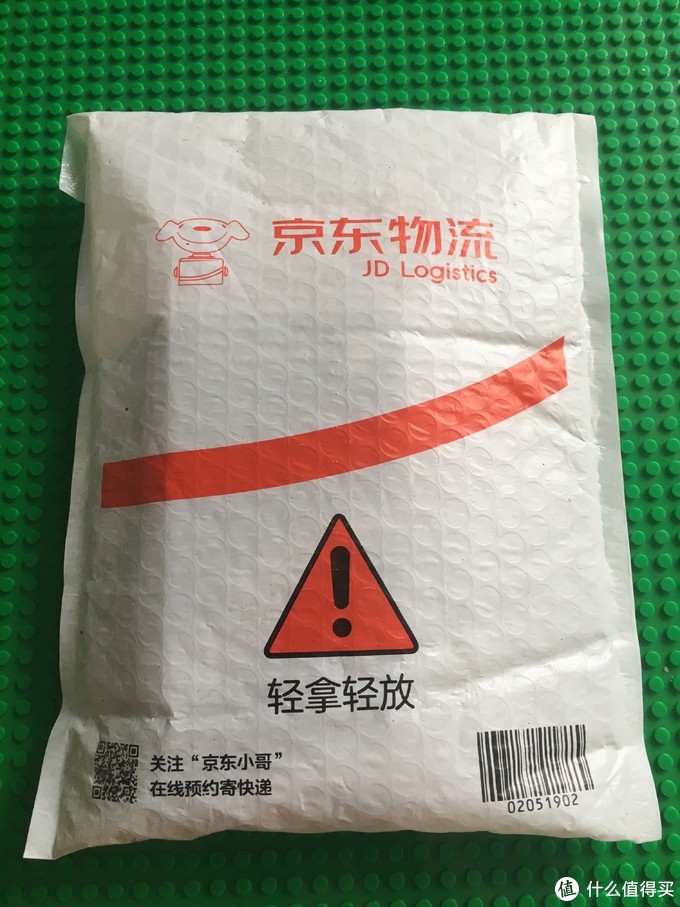 京东物流
JD Logistics
轻拿轻放
关注“京东小哥”
在线预约寄快递
02051902
值 什么值得买